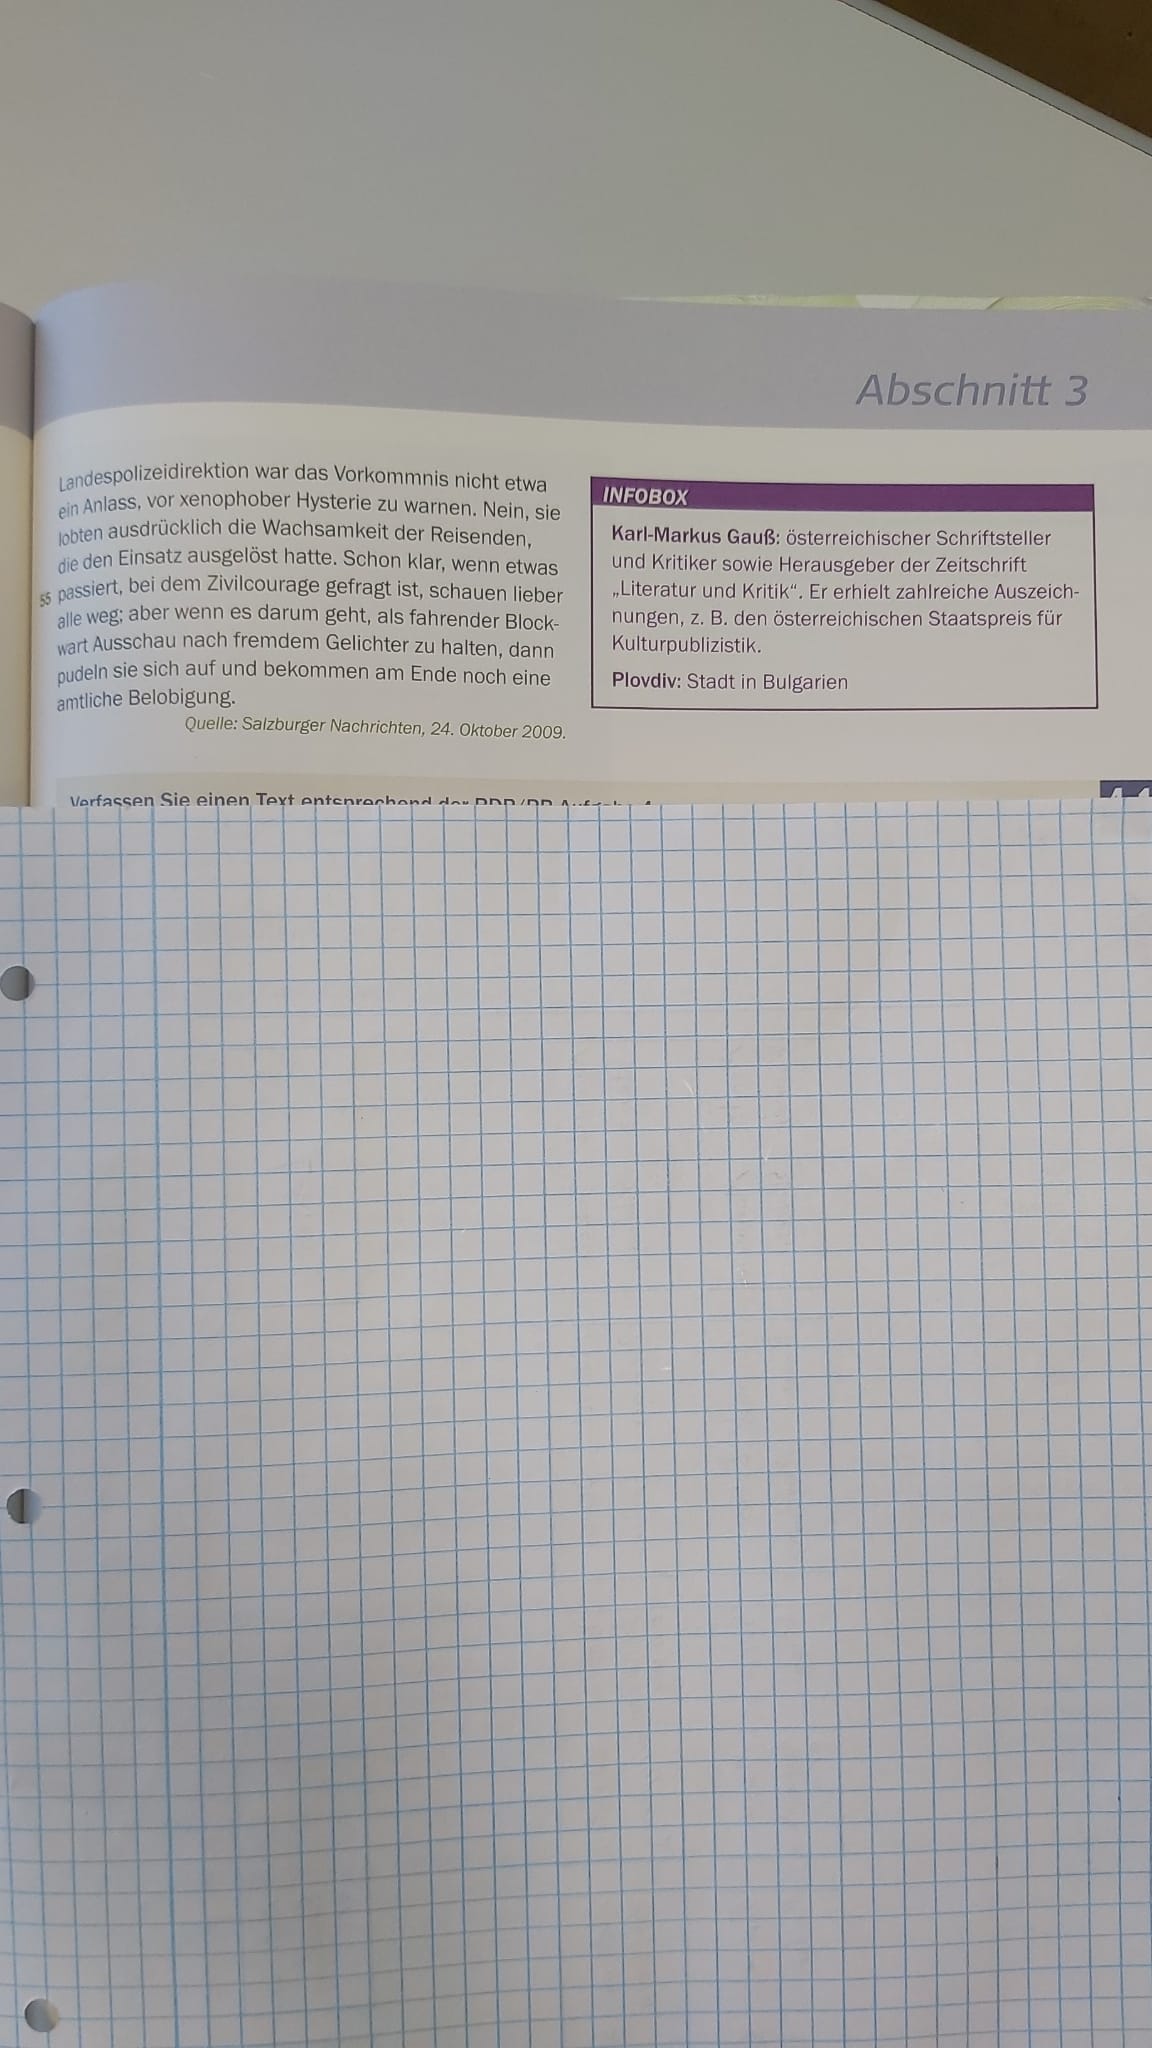 Abschnitt 3
Landespolizeidirektion war das Vorkommnis nicht etwa
ein Anlass, vor xenophober Hysterie zu warnen. Nein, sie
lobten ausdrücklich die Wachsamkeit der Reisenden,
die den Einsatz ausgelöst hatte. Schon klar, wenn etwas
55 passiert, bei dem Zivilcourage gefragt ist, schauen lieber
alle weg; aber wenn es darum geht, als fahrender Block-
wart Ausschau nach fremdem Gelichter zu halten, dann
pudeln sie sich auf und bekommen am Ende noch eine
amtliche Belobigung.
Quelle: Salzburger Nachrichten, 24. Oktober 2009.
INFOBOX
Karl-Markus Gauß: österreichischer Schriftsteller
und Kritiker sowie Herausgeber der Zeitschrift
„Literatur und Kritik“. Er erhielt zahlreiche Auszeich-
nungen, z. B. den österreichischen Staatspreis für
Kulturpublizistik.
Plovdiv: Stadt in Bulgarien
Verfassen Sie einen Text entsprechend der